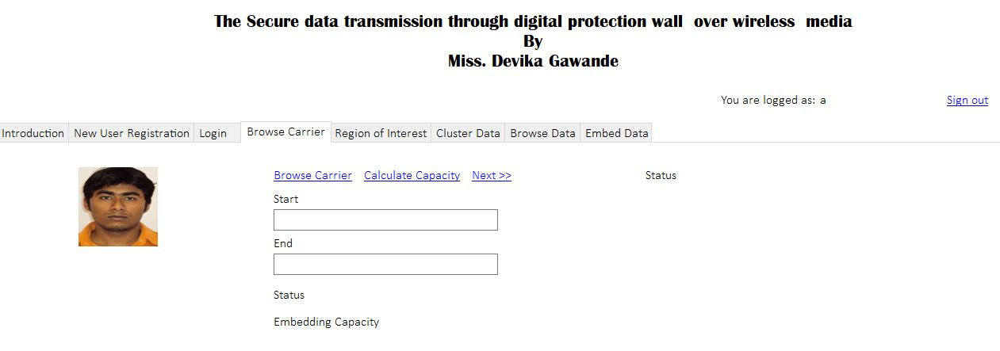 The Secure data transmission through digital protection wall over wireless media
By
Miss. Devika Gawande
You are logged as: a Sign out
Introduction New User Registration Login Browse Carrier Region of Interest Cluster Data Browse Data Embed Data
Browse Carrier Calculate Capacity Next >> Status
Start
End
Status
Embedding Capacity